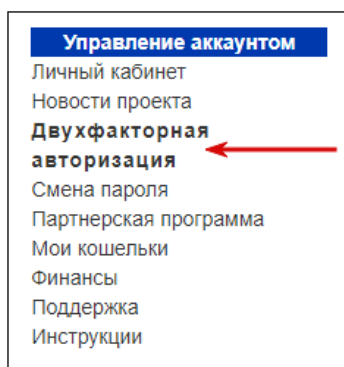 Управление аккаунтом
Личный кабинет
Новости проекта
Двухфакторная
авторизация
Смена пароля
Партнерская программа
Мои кошельки
Финансы
Поддержка
Инструкции